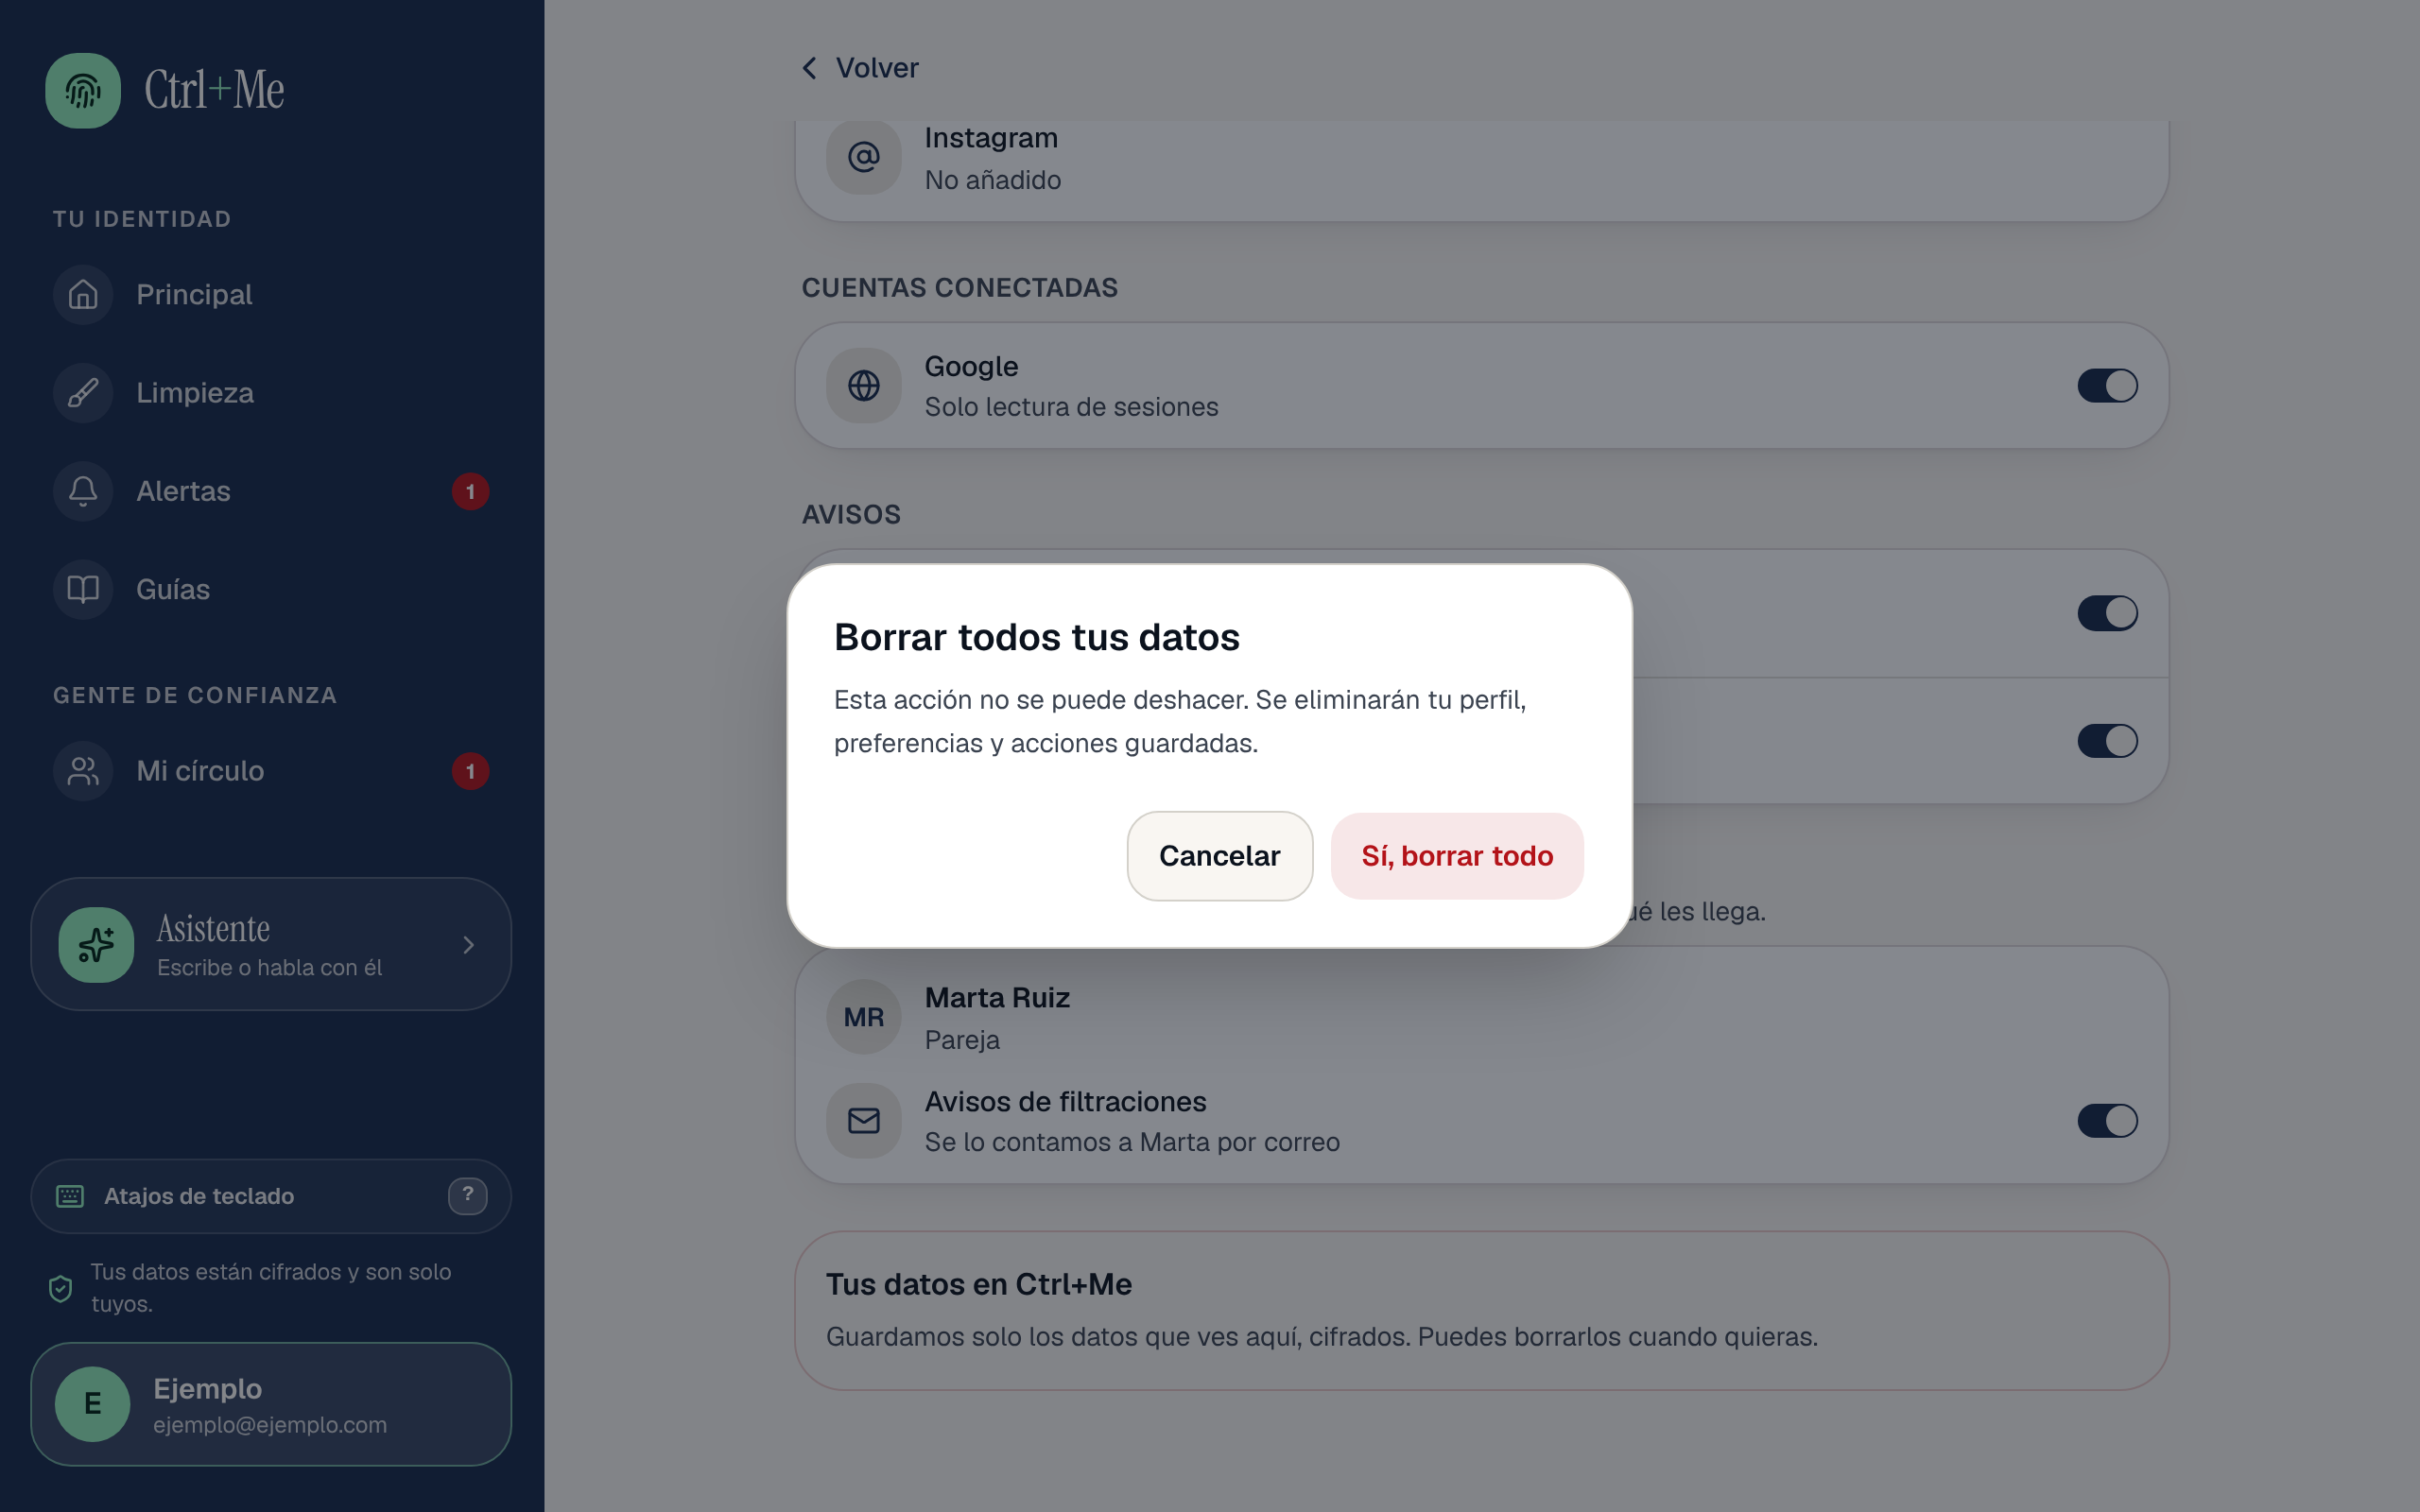 Ctrl+Me
TU IDENTIDAD
Principal
Limpieza
Alertas
1
Guías
GENTE DE CONFIANZA
Mi círculo
1
Asistente
Escribe o habla con él
Atajos de teclado
?
Tus datos están cifrados y son solo
tuyos.
E
Ejemplo
ejemplo@ejemplo.com
Volver
Instagram
No añadido
CUENTAS CONECTADAS
Google
Solo lectura de sesiones
AVISOS
Borrar todos tus datos
Esta acción no se puede deshacer. Se eliminarán tu perfil,
preferencias y acciones guardadas.
Cancelar
Sí, borrar todo
les llega.
MR
Marta Ruiz
Pareja
Avisos de filtraciones
Se lo contamos a Marta por correo
Tus datos en Ctrl+Me
Guardamos solo los datos que ves aquí, cifrados. Puedes borrarlos cuando quieras.